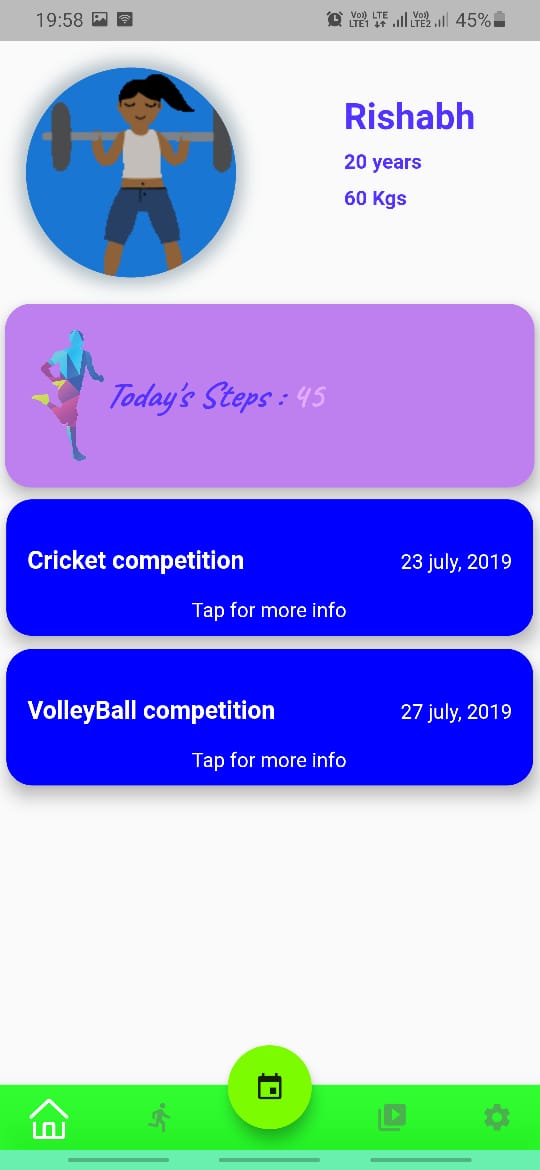 19:58
Vo)) LTE
LTE1
Vo))
LTE2
45%
Rishabh
20 years
60 Kgs
Today's Steps : 45
Cricket competition 23 july, 2019
Tap for more info
VolleyBall competition 27 july, 2019
Tap for more info